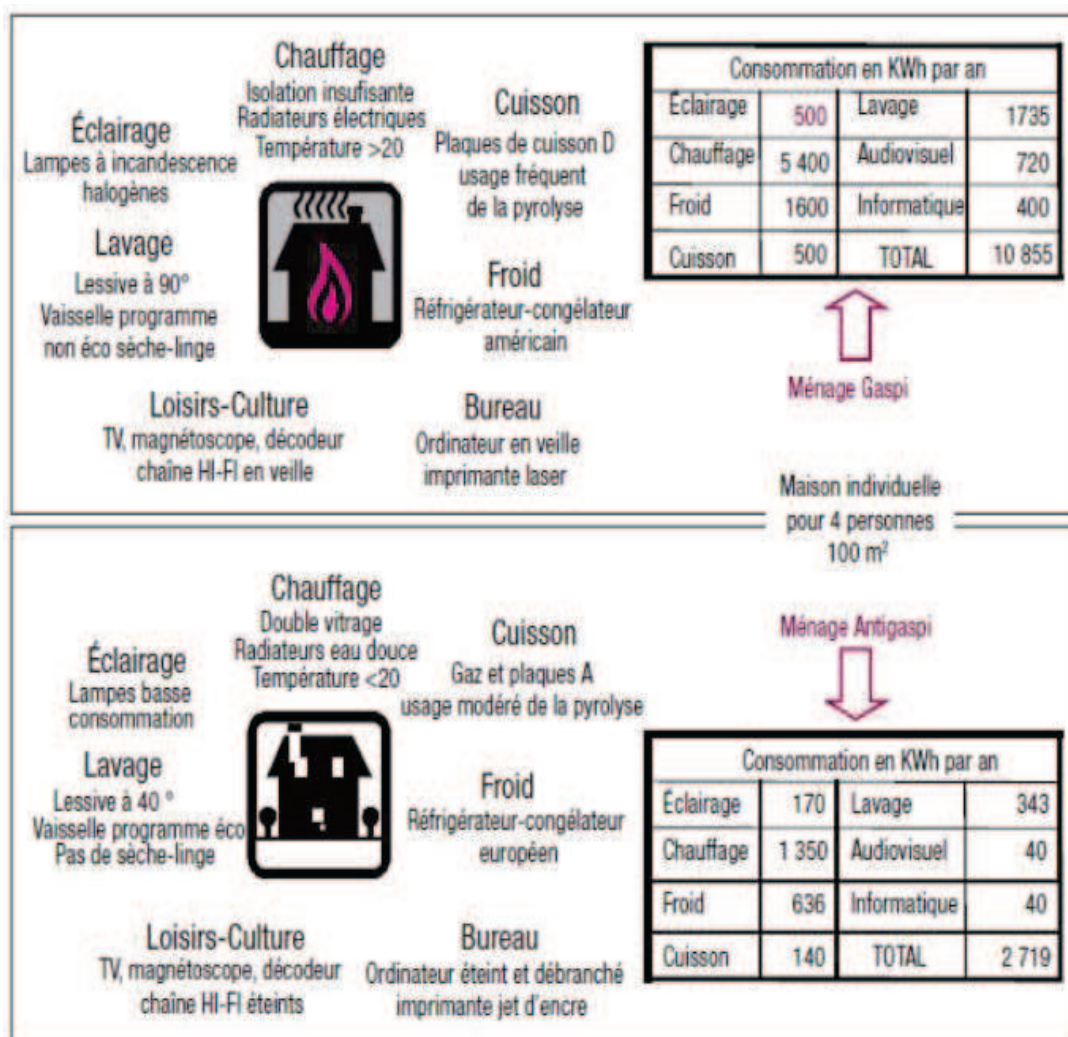 Chauffage
Isolation insufisante
Radiateurs électriques
Température >20
Éclairage
Lampes à incandescence
halogènes
Cuisson
Plaques de cuisson D
usage fréquent
de la pyrolyse
Lavage
Lessive à 90°
Vaisselle programme
non éco sèche-linge
Froid
Réfrigérateur-congélateur
américain
Loisirs-Culture
TV, magnétoscope, décodeur
chaîne HI-FI en veille
Bureau
Ordinateur en veille
imprimante laser
Consommation en KWh par an
Éclairage 500 Lavage 1735
Chauffage 5 400 Audiovisuel 720
Froid 1600 Informatique 400
Cuisson 500 TOTAL 10 855
Ménage Gaspi
Maison individuelle
pour 4 personnes
100 m²
Chauffage
Double vitrage
Radiateurs eau douce
Température <20
Éclairage
Lampes basse
consommation
Cuisson
Gaz et plaques A
usage modéré de la pyrolyse
Lavage
Lessive à 40 °
Vaisselle programme éco
Pas de sèche-linge
Froid
Réfrigérateur-congélateur
européen
Loisirs-Culture
TV, magnétoscope, décodeur
chaîne HI-FI éteints
Bureau
Ordinateur éteint et débranché
imprimante jet d'encre
Ménage Antigaspi
Consommation en KWh par an
Éclairage 170 Lavage 343
Chauffage 1 350 Audiovisuel 40
Froid 636 Informatique 40
Cuisson 140 TOTAL 2 719